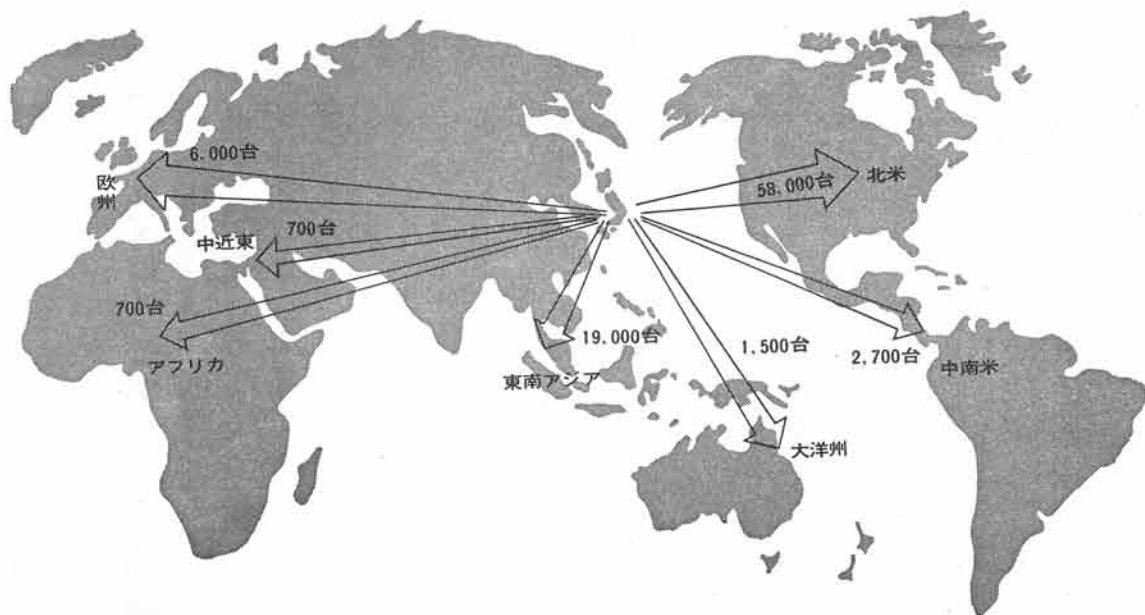 6.000台
欧州
700台
中近東
700台
アフリカ
19,000台
東南アジア
1,500台
大洋州
58,000台
北米
2,700台
中南米